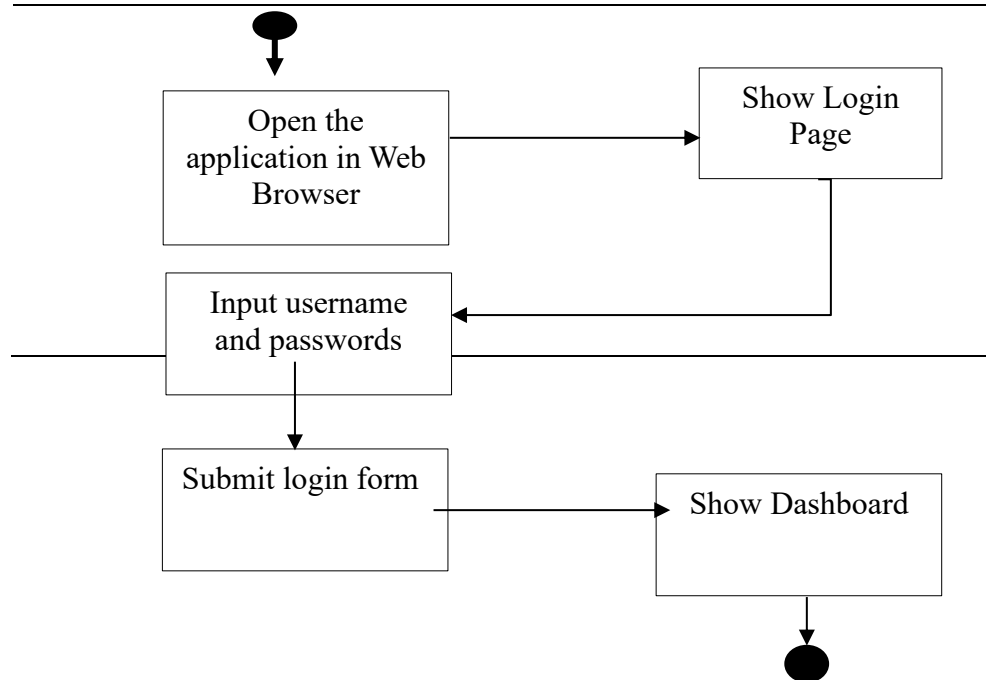 Open the
application in Web
Browser
Show Login
Page
Input username
and passwords
Submit login form
Show Dashboard